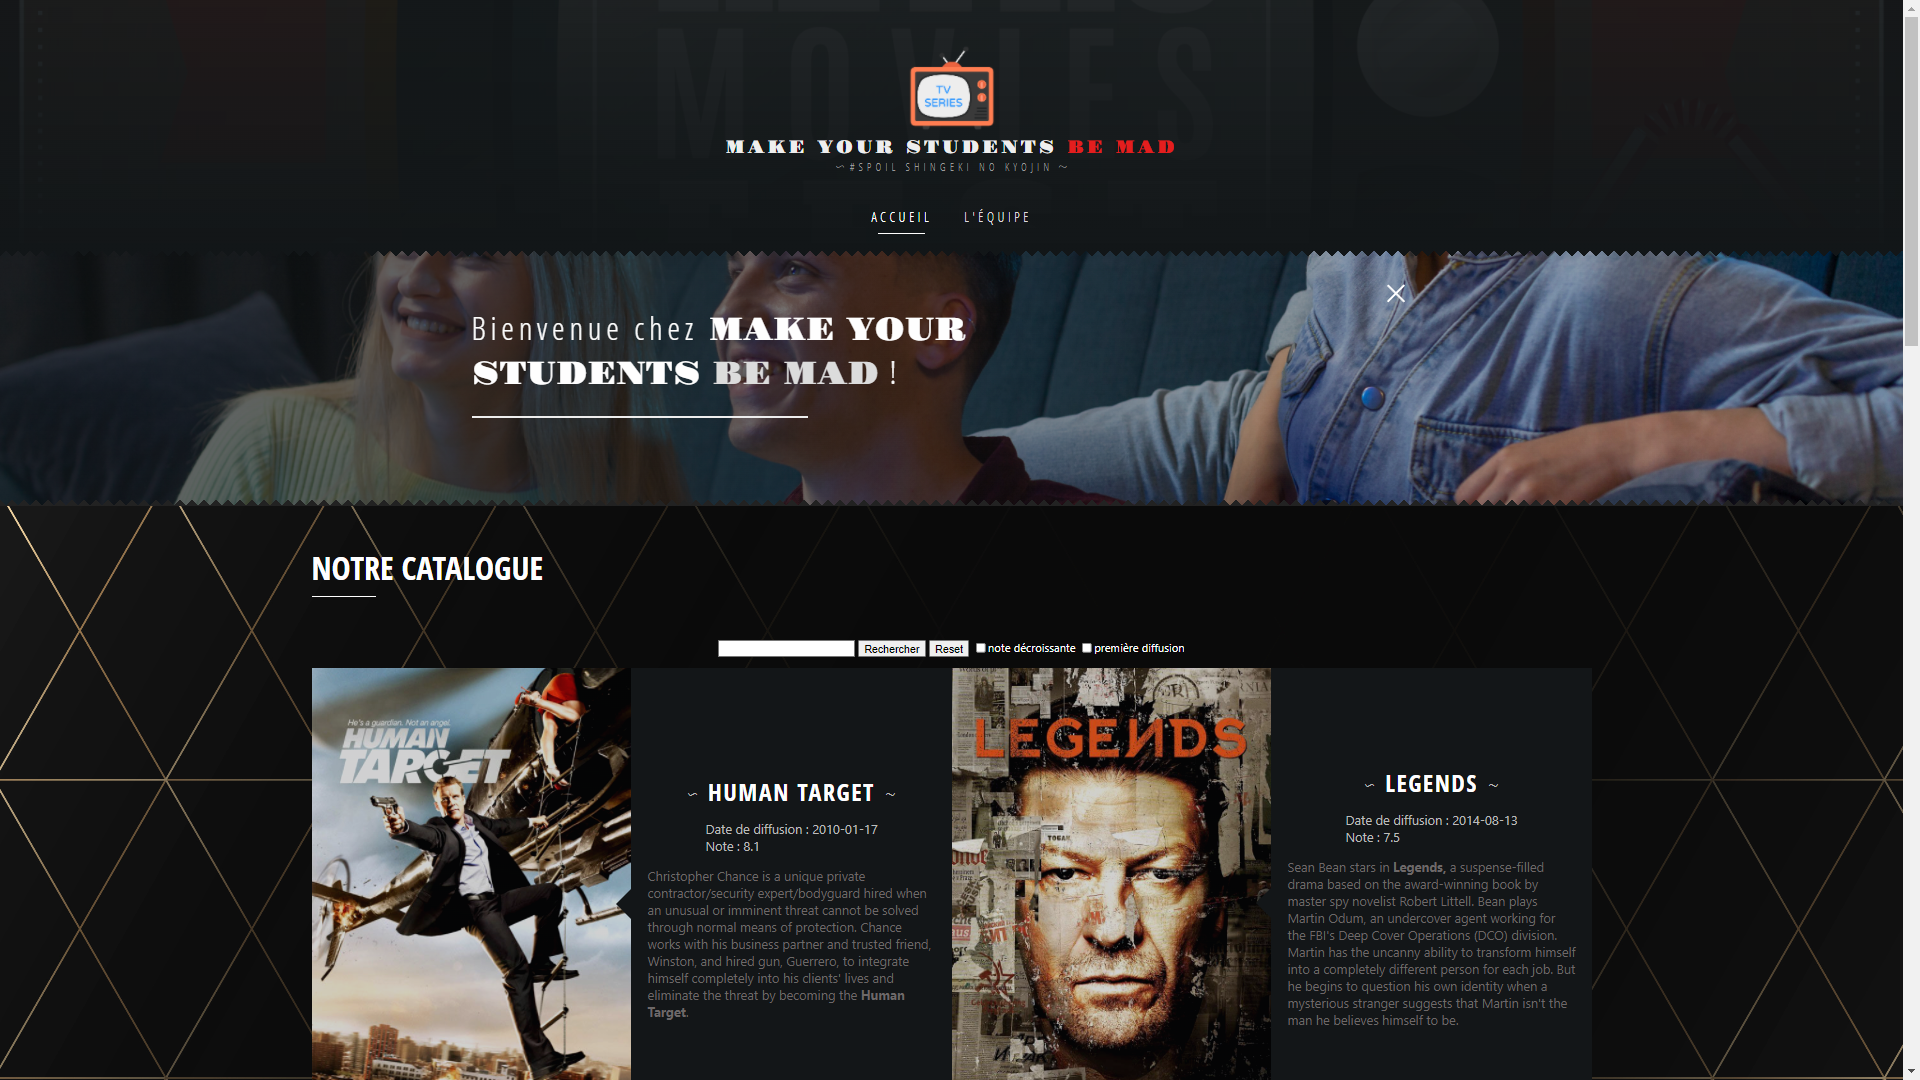 MOVIES
TV
SERIES
MAKE YOUR STUDENTS BE MAD
#SPOIL SHINGEKI NO KYOJIN
ACCUEIL
L'ÉQUIPE
Bienvenue chez MAKE YOUR
STUDENTS BE MAD !
NOTRE CATALOGUE
Rechercher
Reset
note décroissante
première diffusion
He's a guardian. Not an angel.
HUMAN
TARGET
~ HUMAN TARGET ~
Date de diffusion : 2010-01-17
Note : 8.1
Christopher Chance is a unique private
contractor/security expert/bodyguard hired when
an unusual or imminent threat cannot be solved
through normal means of protection. Chance
works with his business partner and trusted friend,
Winston, and hired gun, Guerrero, to integrate
himself completely into his clients' lives and
eliminate the threat by becoming the Human
Target.
LEGENDS
~ LEGENDS ~
Date de diffusion : 2014-08-13
Note : 7.5
Sean Bean stars in Legends, a suspense-filled
drama based on the award-winning book by
master spy novelist Robert Littell. Bean plays
Martin Odum, an undercover agent working for
the FBI's Deep Cover Operations (DCO) division.
Martin has the uncanny ability to transform himself
into a completely different person for each job. But
he begins to question his own identity when a
mysterious stranger suggests that Martin isn't the
man he believes himself to be.